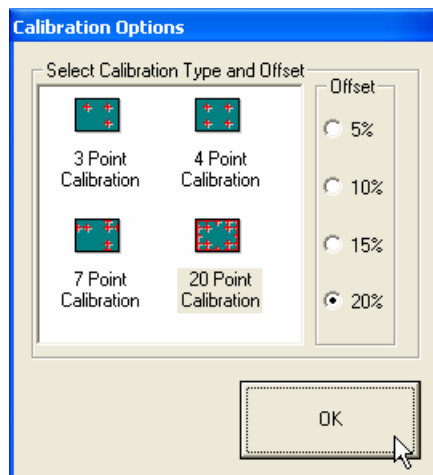 Calibration Options
Select Calibration Type and Offset
3 Point
Calibration
4 Point
Calibration
7 Point
Calibration
20 Point
Calibration
Offset
5%
10%
15%
20%
OK